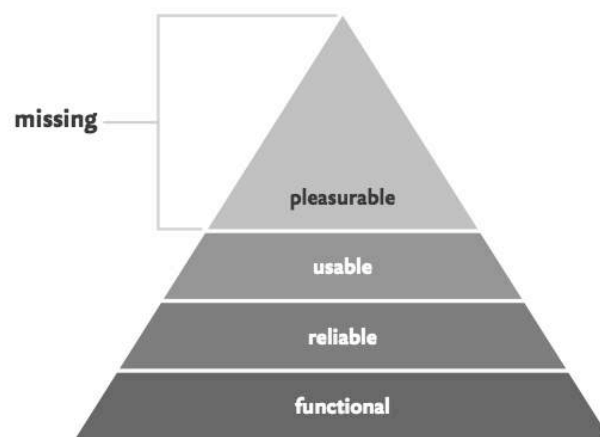 missing
pleasurable
usable
reliable
functional